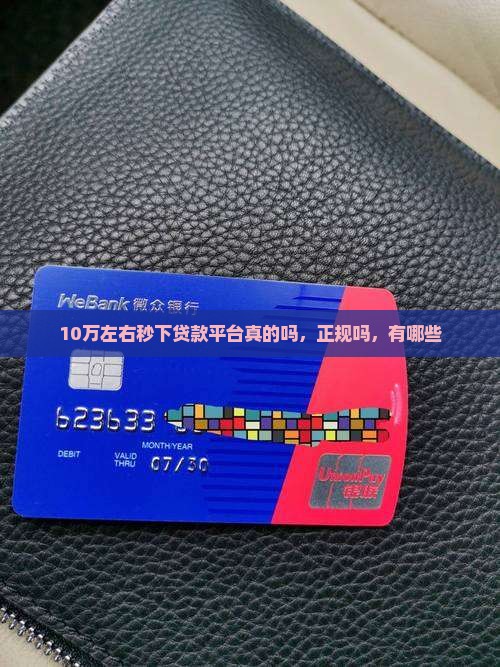 WeBank 微众银行
10万左右秒下贷款平台真的吗，正规吗，有哪些
623633
MONTH/YEAR
DEBIT
VALID THRU
07/30
UnionPay
银联